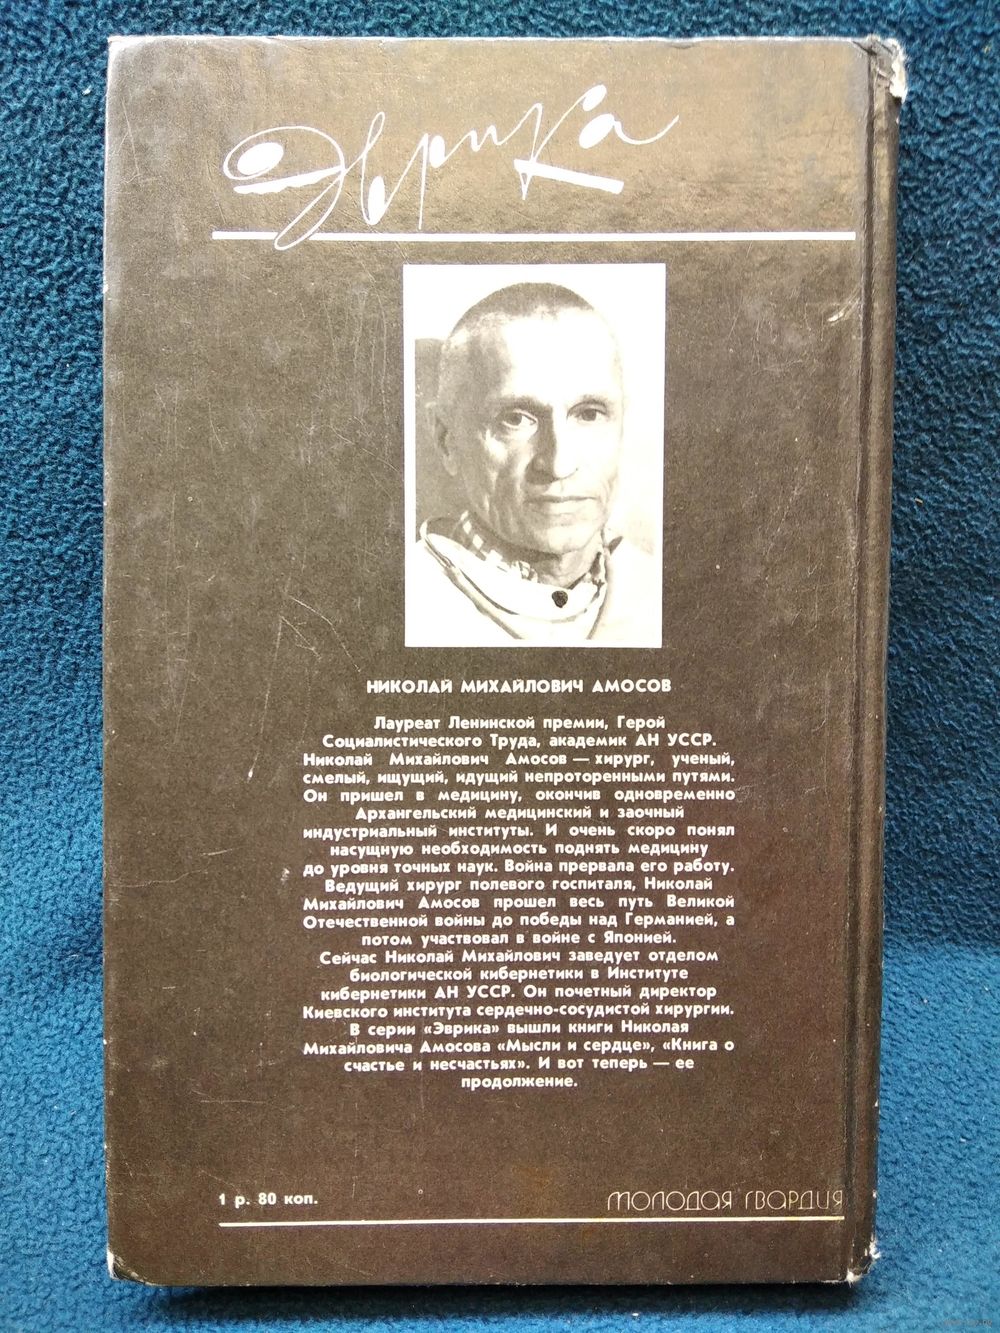 Эврика
НИКОЛАЙ МИХАЙЛОВИЧ АМОСОВ
Лауреат Ленинской премии, Герой
Социалистического Труда, академик АН УССР.
Николай Михайлович Амосов — хирург, ученый,
смелый, ищущий, идущий непроторенными путями.
Он пришел в медицину, окончив одновременно
Архангельский медицинский и заочный
индустриальный институты. И очень скоро понял
насущную необходимость поднять медицину
до уровня точных наук. Война прервала его работу.
Ведущий хирург полевого госпиталя, Николай
Михайлович Амосов прошел весь путь Великой
Отечественной войны до победы над Германией, а
потом участвовал в войне с Японией.
Сейчас Николай Михайлович заведует отделом
биологической кибернетики в Институте
кибернетики АН УССР. Он почетный директор
Киевского института сердечно-сосудистой хирургии.
В серии «Эврика» вышли книги Николая
Михайловича Амосова «Мысли и сердце», «Книга о
счастье и несчастьях». И вот теперь — ее
продолжение.
1 р. 80 коп.
МОЛОДАЯ ГВАРДИЯ